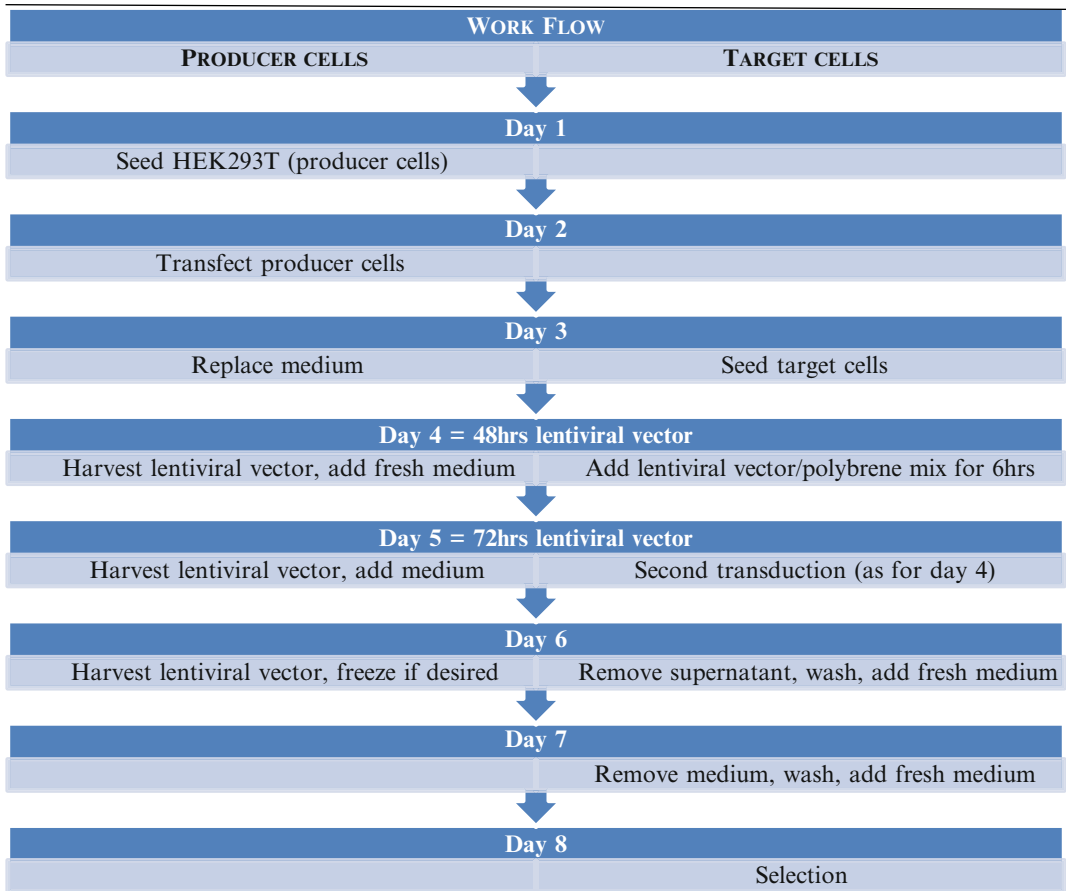 WORK FLOW
PRODUCER CELLS
TARGET CELLS
Day 1
Seed HEK293T (producer cells)
Day 2
Transfect producer cells
Day 3
Replace medium
Seed target cells
Day 4 = 48hrs lentiviral vector
Harvest lentiviral vector, add fresh medium
Add lentiviral vector/polybrene mix for 6hrs
Day 5 = 72hrs lentiviral vector
Harvest lentiviral vector, add medium
Second transduction (as for day 4)
Day 6
Harvest lentiviral vector, freeze if desired
Remove supernatant, wash, add fresh medium
Day 7
Remove medium, wash, add fresh medium
Day 8
Selection